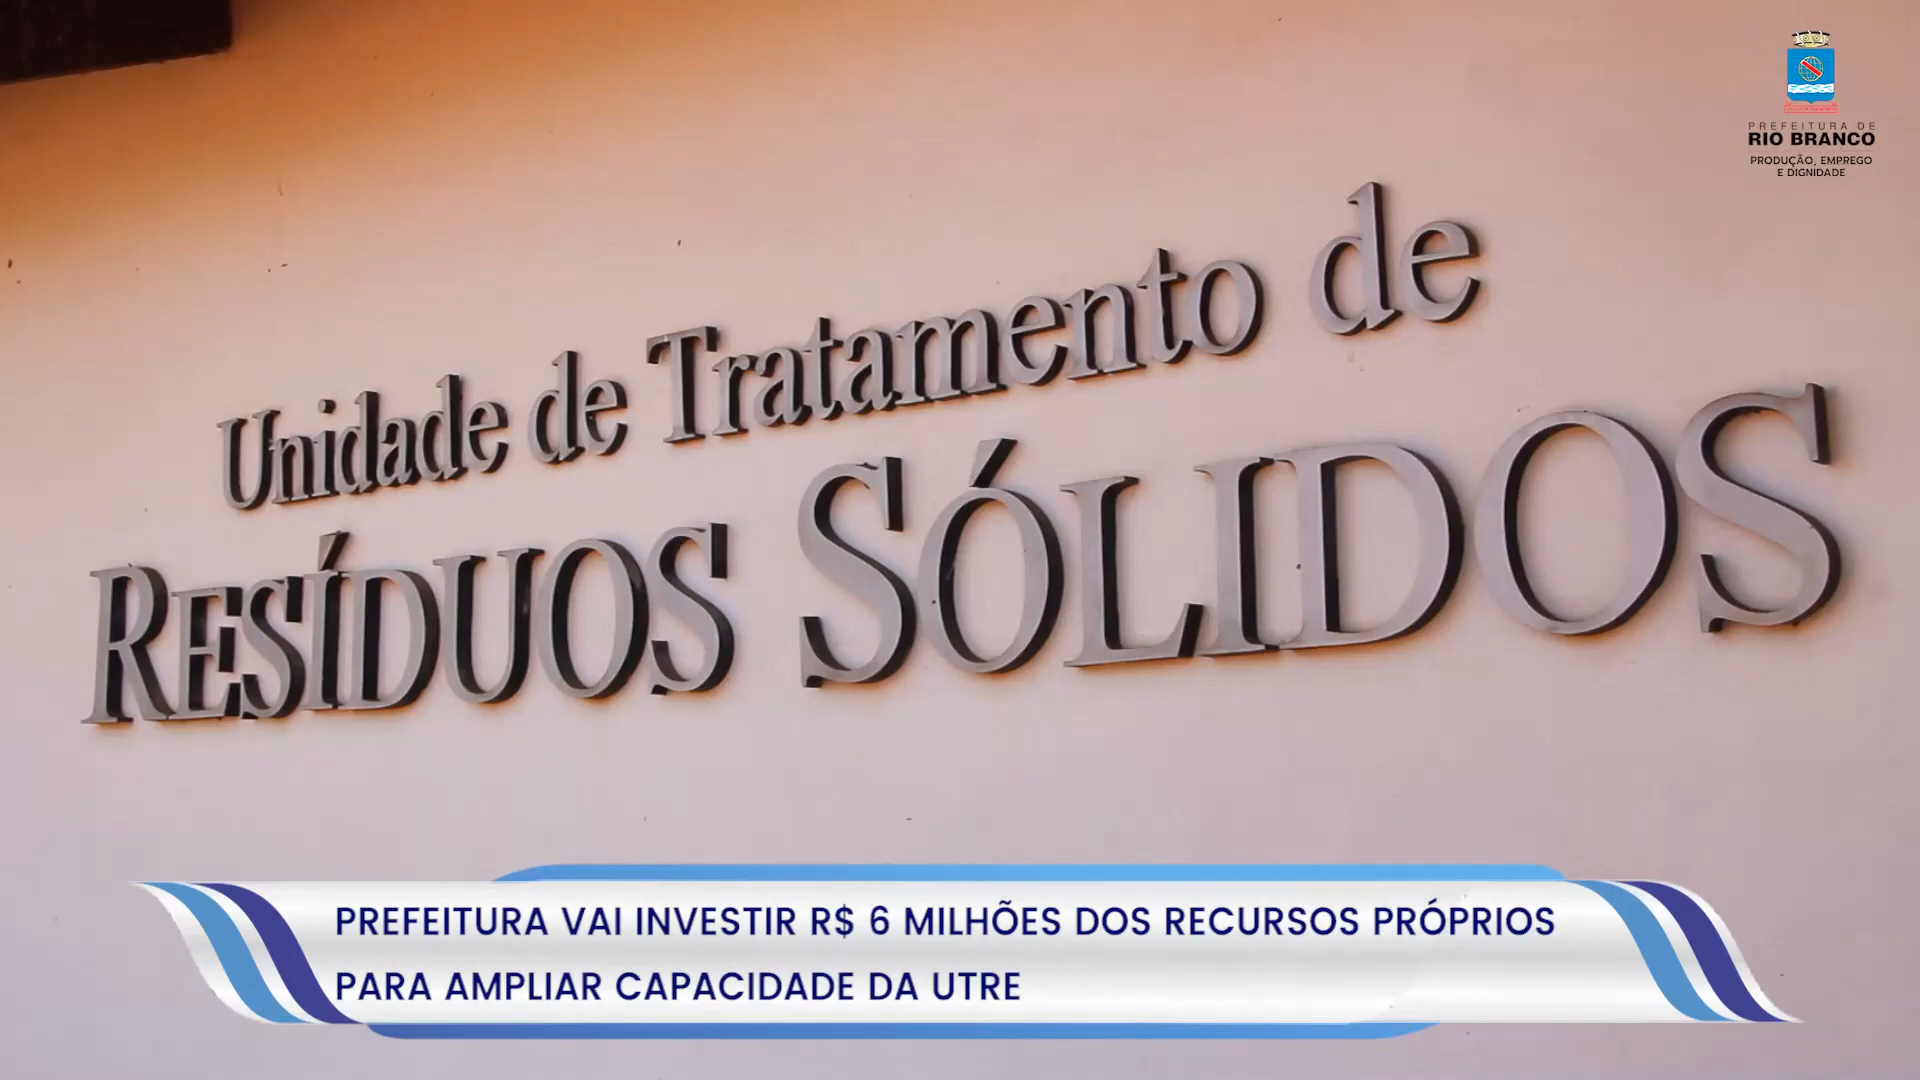 PREFEITURA DE
RIO BRANCO
PRODUÇÃO, EMPREGO
E DIGNIDADE
Unidade de Tratamento de
RESÍDUOS SÓLIDOS
PREFEITURA VAI INVESTIR R$ 6 MILHÕES DOS RECURSOS PRÓPRIOS
PARA AMPLIAR CAPACIDADE DA UTRE